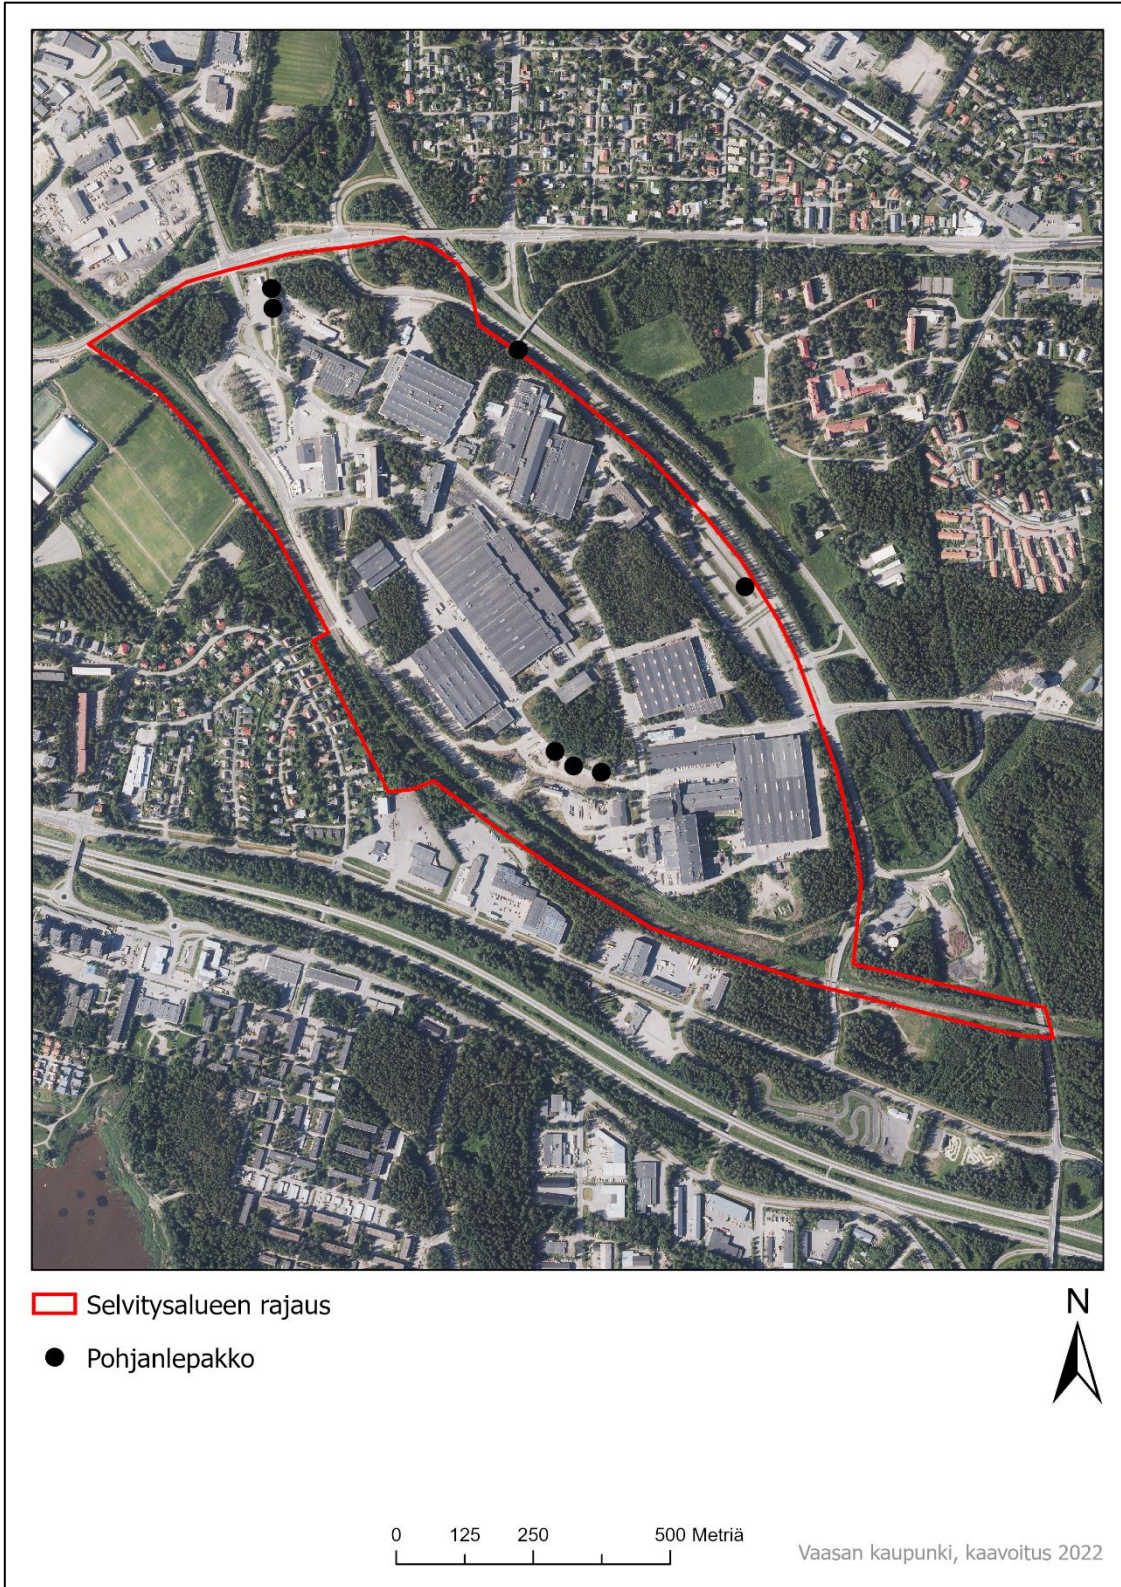 Selvitysalueen rajaus
N
Pohjanlepakko
0 125 250 500 Metriä
Vaasan kaupunki, kaavoitus 2022